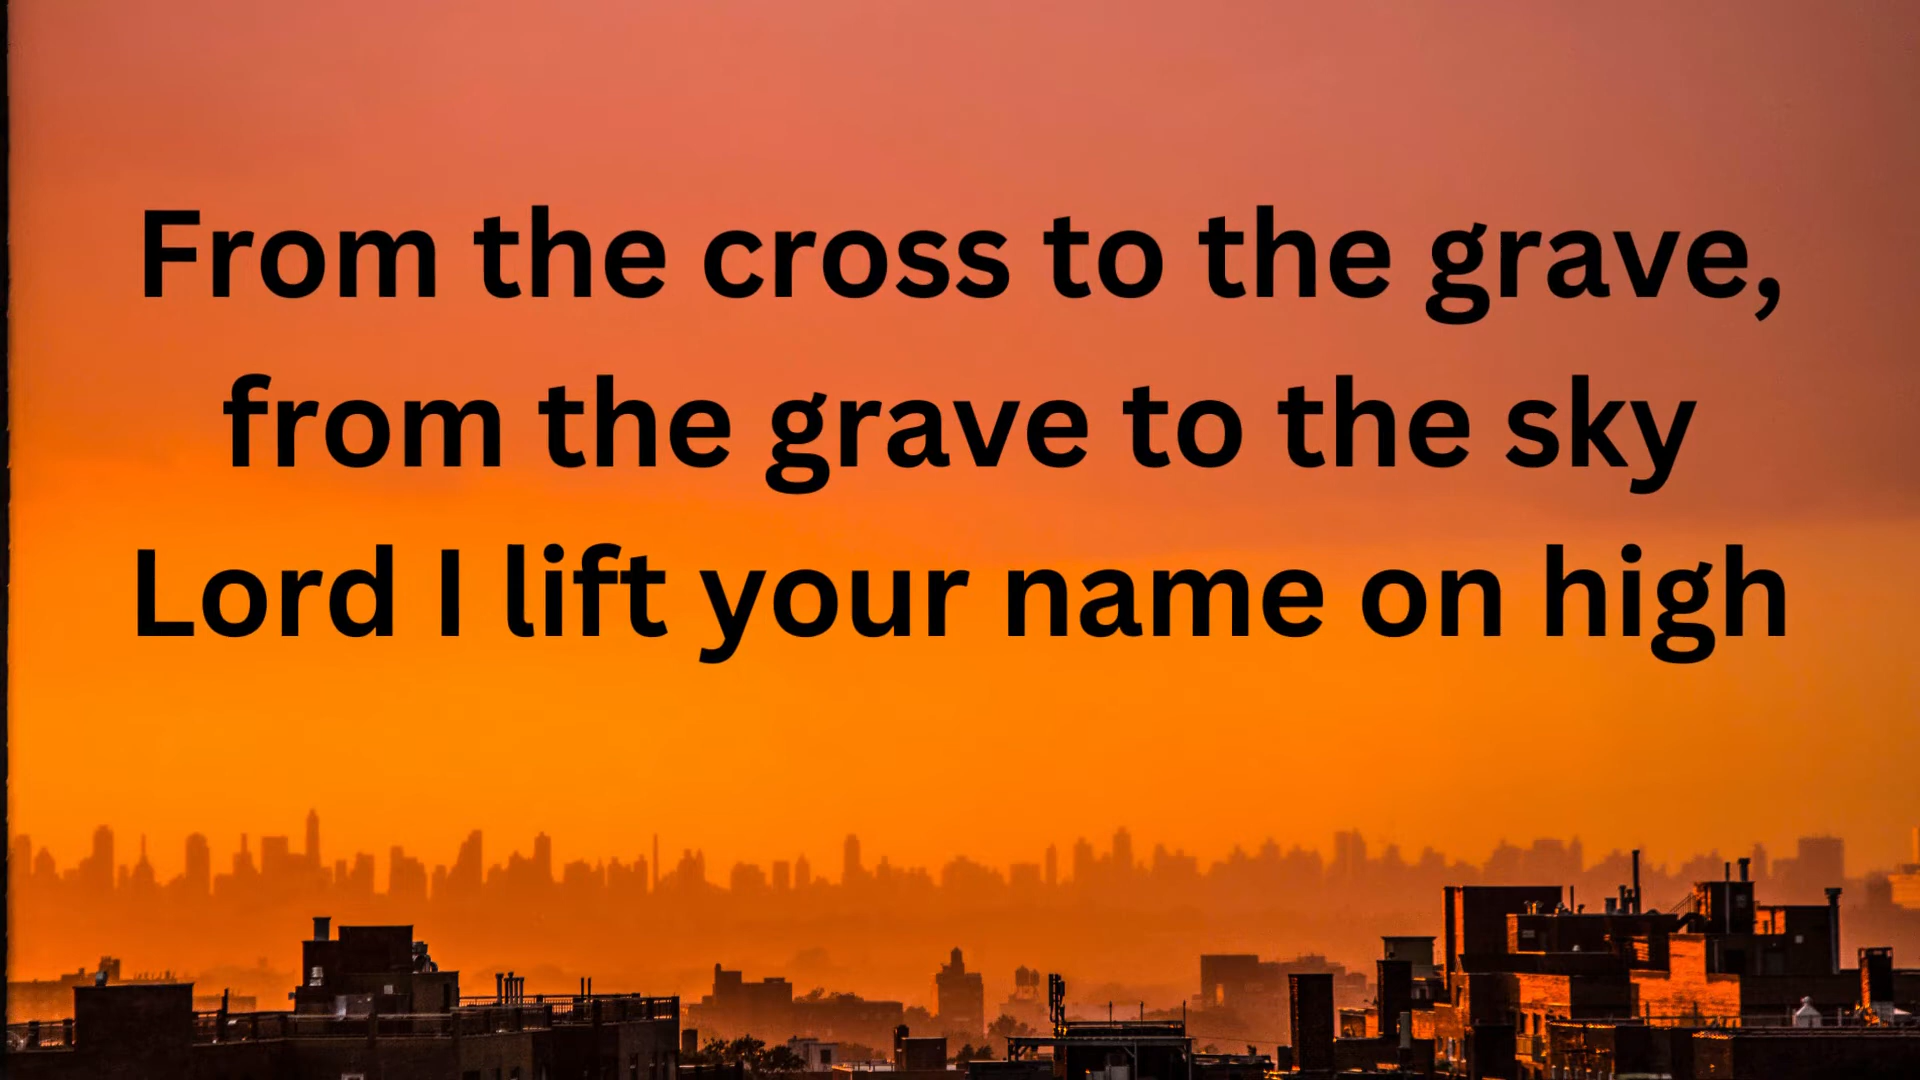 From the cross to the grave,
from the grave to the sky
Lord I lift your name on high